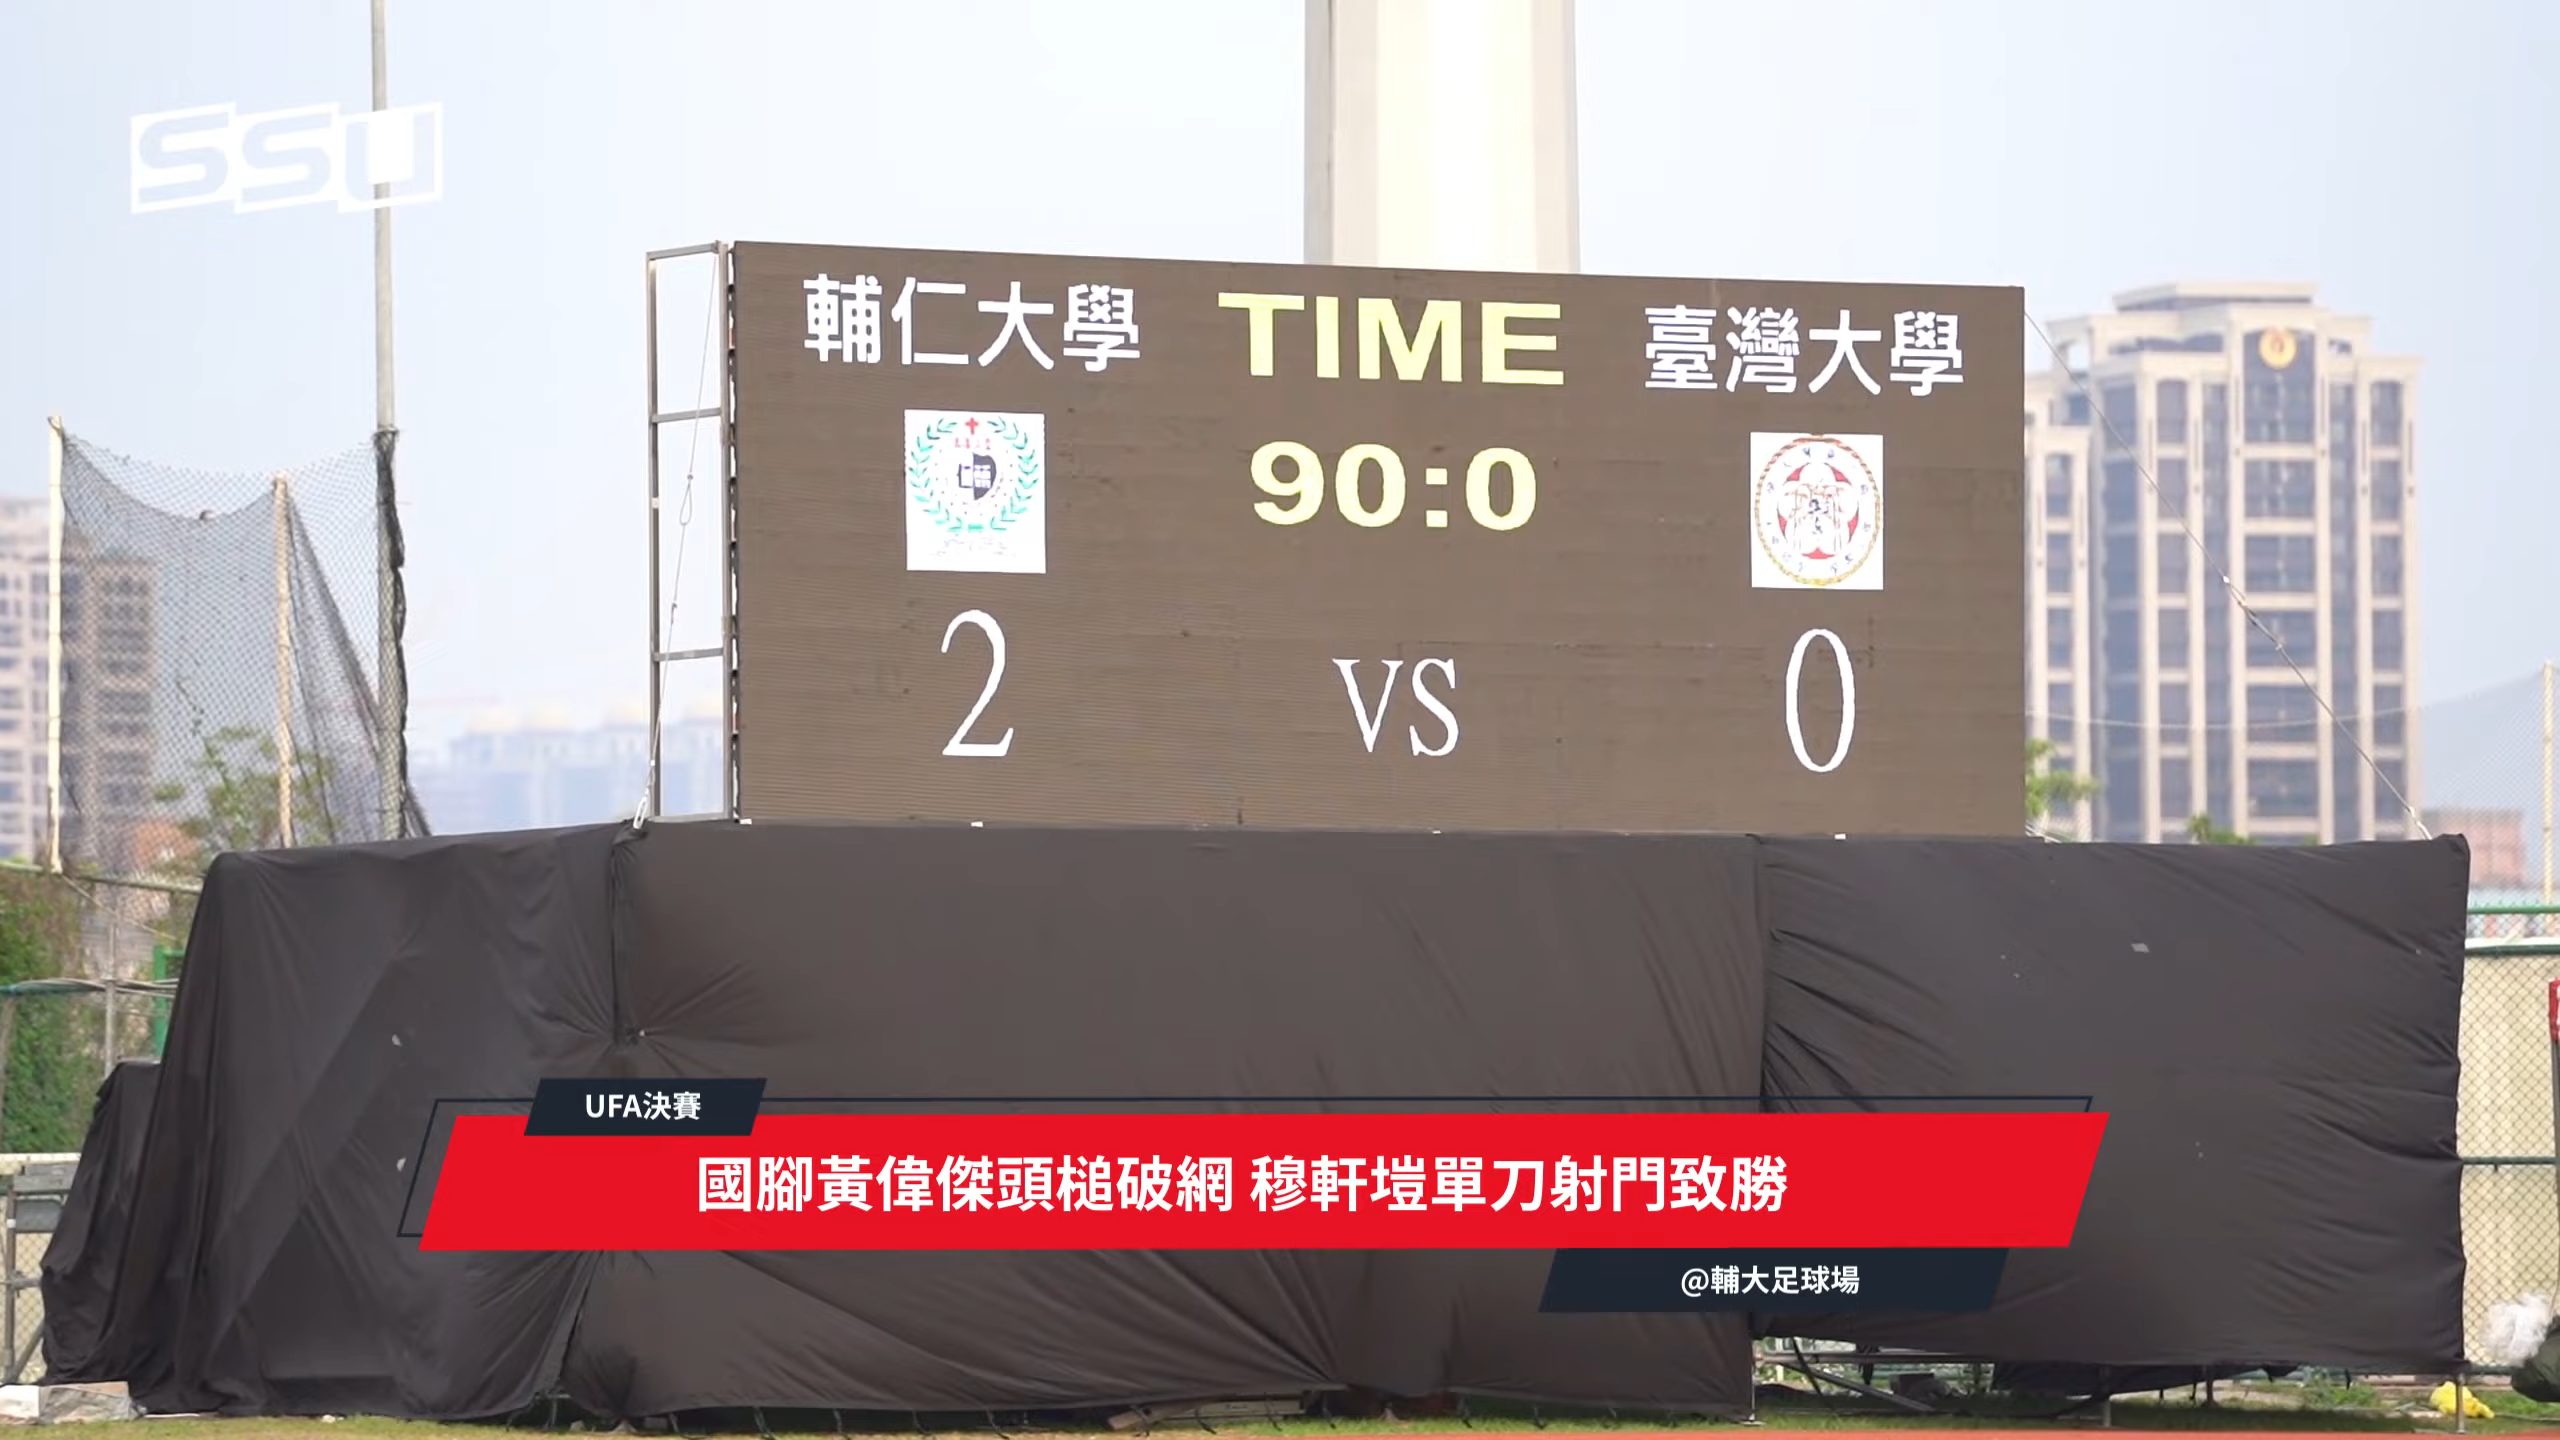 SSU
輔仁大學
TIME
臺灣大學
90:0
2 VS 0
UFA決賽
國腳黃偉傑頭槌破網 穆軒塏單刀射門致勝
@輔大足球場